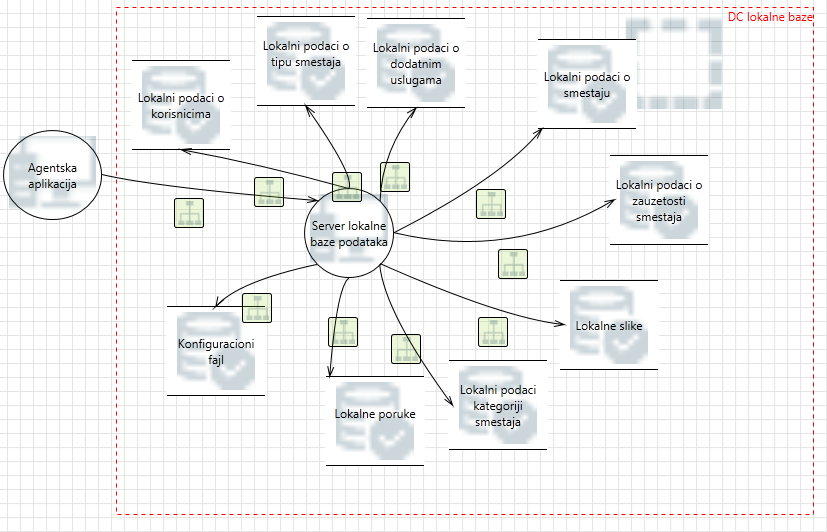 DC lokalne baze
Lokalni podaci o
tipu smestaja
Lokalni podaci o
dodatnim
uslugama
Lokalni podaci o
smestaju
Lokalni podaci o
korisnicima
Agentska
aplikacija
Lokalni podaci o
zauzetosti
smestaja
Server lokalne
baze podataka
Lokalne slike
Konfiguracioni
fajl
Lokalne poruke
Lokalni podaci
kategoriji
smestaja